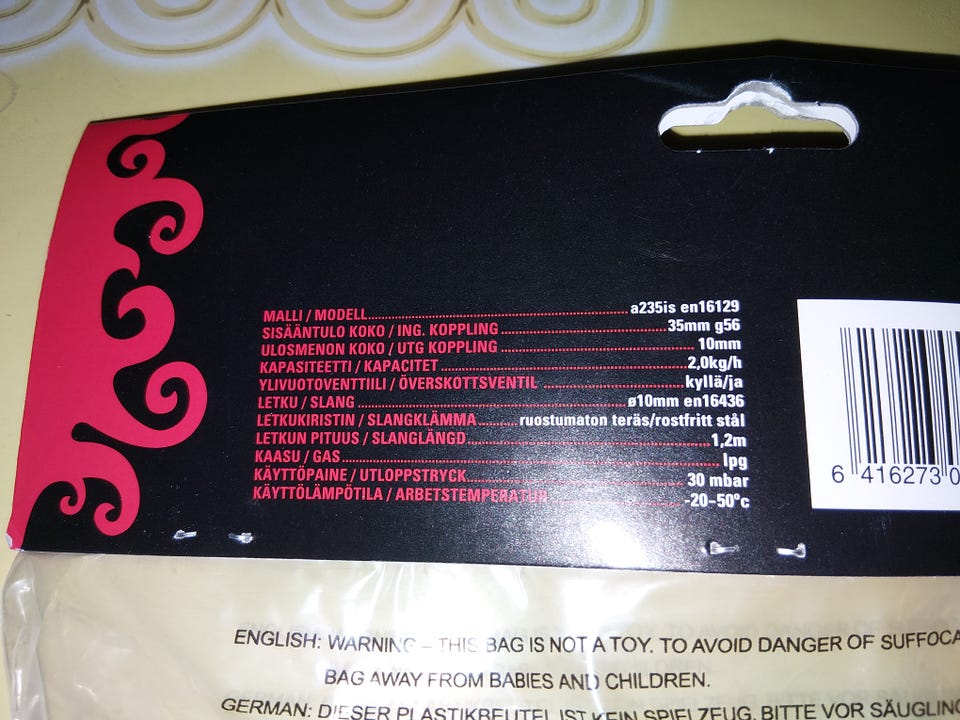 MALLI / MODELL a235is en16129
SISÄÄNTULO KOKO / ING. KOPPLING 35mm g56
ULOSMENON KOKO / UTG KOPPLING 10mm
KAPASITEETTI / KAPACITET 2,0kg/h
YLIVUOTOVENTTIILI / ÖVERSKOTTSVENTIL kyllä/ja
LETKU / SLANG ø10mm en16436
LETKUKIRISTIN / SLANGKLÄMMA ruostumaton teräs/rostfritt stål
LETKUN PITUUS / SLANGLÄNGD 1,2m
KAASU / GAS lpg
KÄYTTÖPAINE / UTLOPPSTRYCK 30 mbar
KÄYTTÖLÄMPÖTILA / ARBETSTEMPERATUR -20-50°c
6 416273 0
ENGLISH: WARNING – THIS BAG IS NOT A TOY. TO AVOID DANGER OF SUFFOCA
BAG AWAY FROM BABIES AND CHILDREN.
GERMAN: DIESER PLASTIKBEUTEL IST KEIN SPIELZEUG. BITTE VOR SÄUGLING